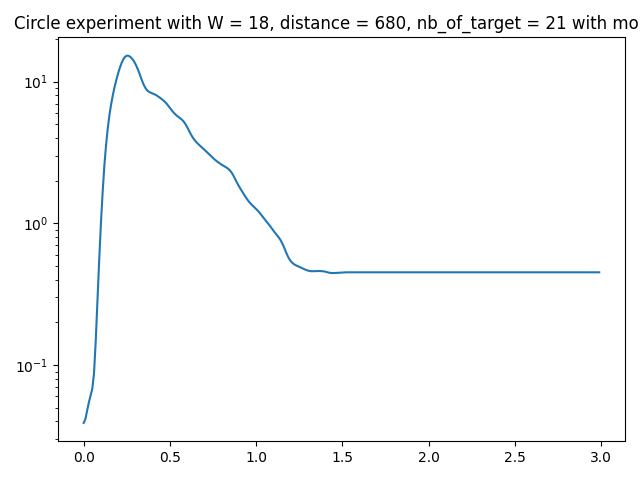 Circle experiment with W = 18, distance = 680, nb_of_target = 21 with mo
10¹
10⁰
10⁻¹
0.0 0.5 1.0 1.5 2.0 2.5 3.0